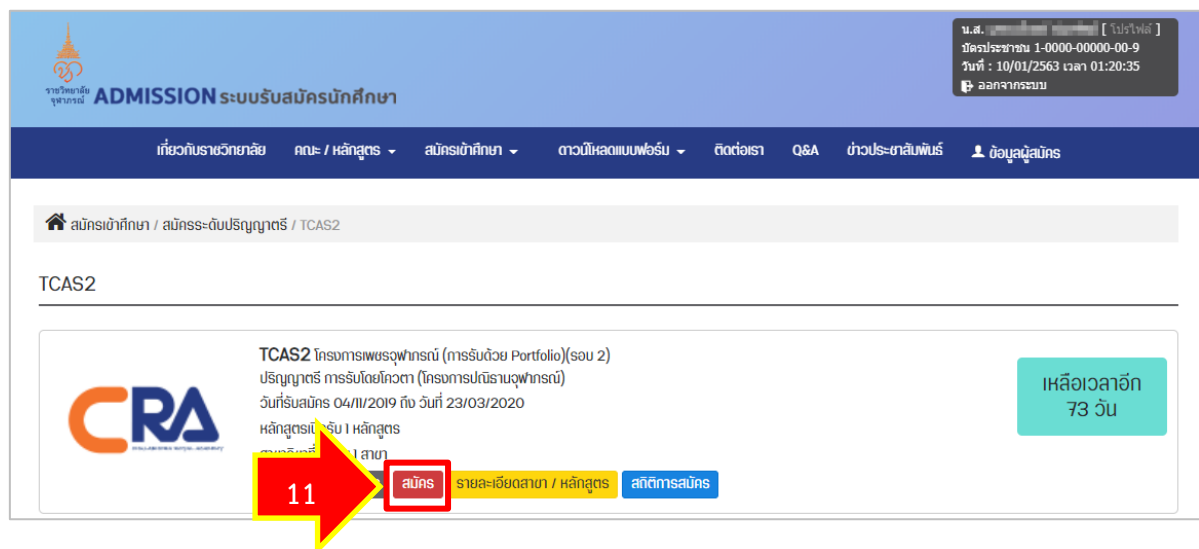 น.ส. [ โปรไฟล์ ]
บัตรประชาชน 1-0000-00000-00-9
วันที่ : 10/01/2563 เวลา 01:20:35
ออกจากระบบ
ราชวิทยาลัย
จุฬาภรณ์
ADMISSION ระบบรับสมัครนักศึกษา
เกี่ยวกับราชวิทยาลัย คณะ / หลักสูตร สมัครเข้าศึกษา ดาวน์โหลดแบบฟอร์ม ติดต่อเรา Q&A ข่าวประชาสัมพันธ์ ข้อมูลผู้สมัคร
สมัครเข้าศึกษา / สมัครระดับปริญญาตรี / TCAS2
TCAS2
CRA
TCAS2 โครงการเพชรจุฬาภรณ์ (การรับด้วย Portfolio)(รอบ 2)
ปริญญาตรี การรับโดยโควตา (โครงการปณิธานจุฬาภรณ์)
วันที่รับสมัคร 04/11/2019 ถึง วันที่ 23/03/2020
หลักสูตรเปิดรับ 1 หลักสูตร
1 สาขา
เหลือเวลาอีก
73 วัน
11
สมัคร รายละเอียดสาขา / หลักสูตร สถิติการสมัคร